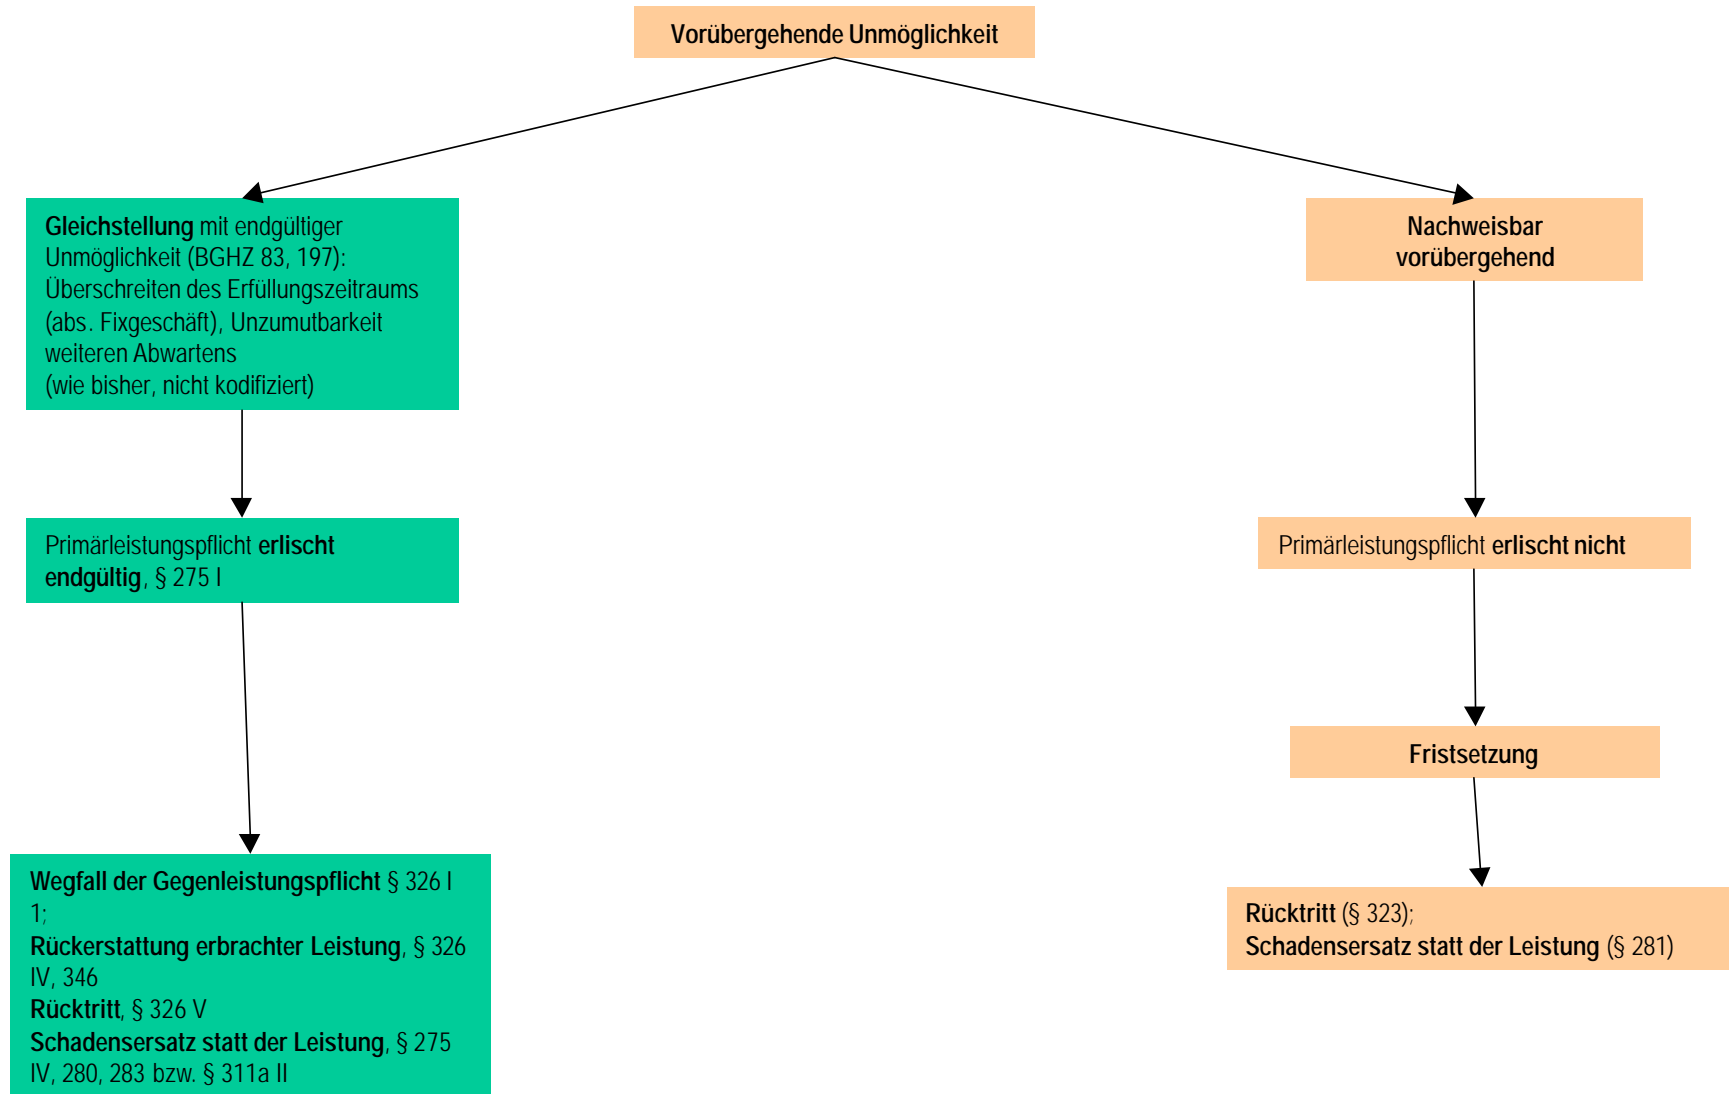 Vorübergehende Unmöglichkeit
Gleichstellung mit endgültiger
Unmöglichkeit (BGHZ 83, 197):
Überschreiten des Erfüllungszeitraums
(abs. Fixgeschäft), Unzumutbarkeit
weiteren Abwartens
(wie bisher, nicht kodifiziert)
Nachweisbar
vorübergehend
Primärleistungspflicht erlischt
endgültig, § 275 I
Primärleistungspflicht erlischt nicht
Fristsetzung
Wegfall der Gegenleistungspflicht § 326 I
1;
Rückerstattung erbrachter Leistung, § 326
IV, 346
Rücktritt, § 326 V
Schadensersatz statt der Leistung, § 275
IV, 280, 283 bzw. § 311a II
Rücktritt (§ 323);
Schadensersatz statt der Leistung (§ 281)